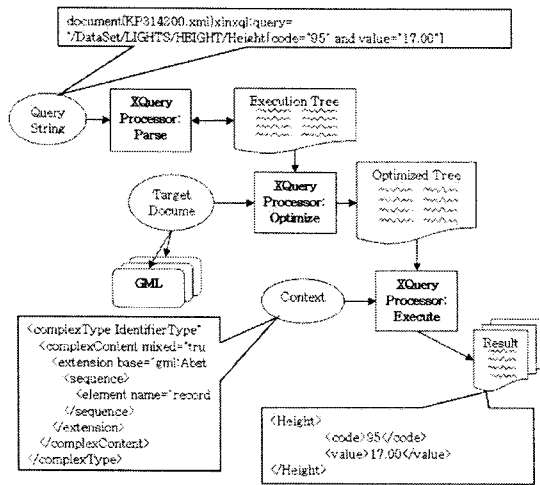 document(KP314200.xml)xinxql:query=
"/DataSet/LIGHTS/HEIGHT/Height[code="95" and value="17.00"]
Query
String
XQuery
Processor:
Parse
Execution Tree
Target
Docume
XQuery
Processor:
Optimize
Optimized Tree
GML
Context
XQuery
Processor:
Execute
Result
<complexType IdentifierType"
<complexContent mixed="tru
<extension base="gml:Abst
<sequence>
<element name="record
</sequence>
</extension>
</complexContent>
</complexType>
<Height>
<code>95</code>
<value>17.00</value>
</Height>